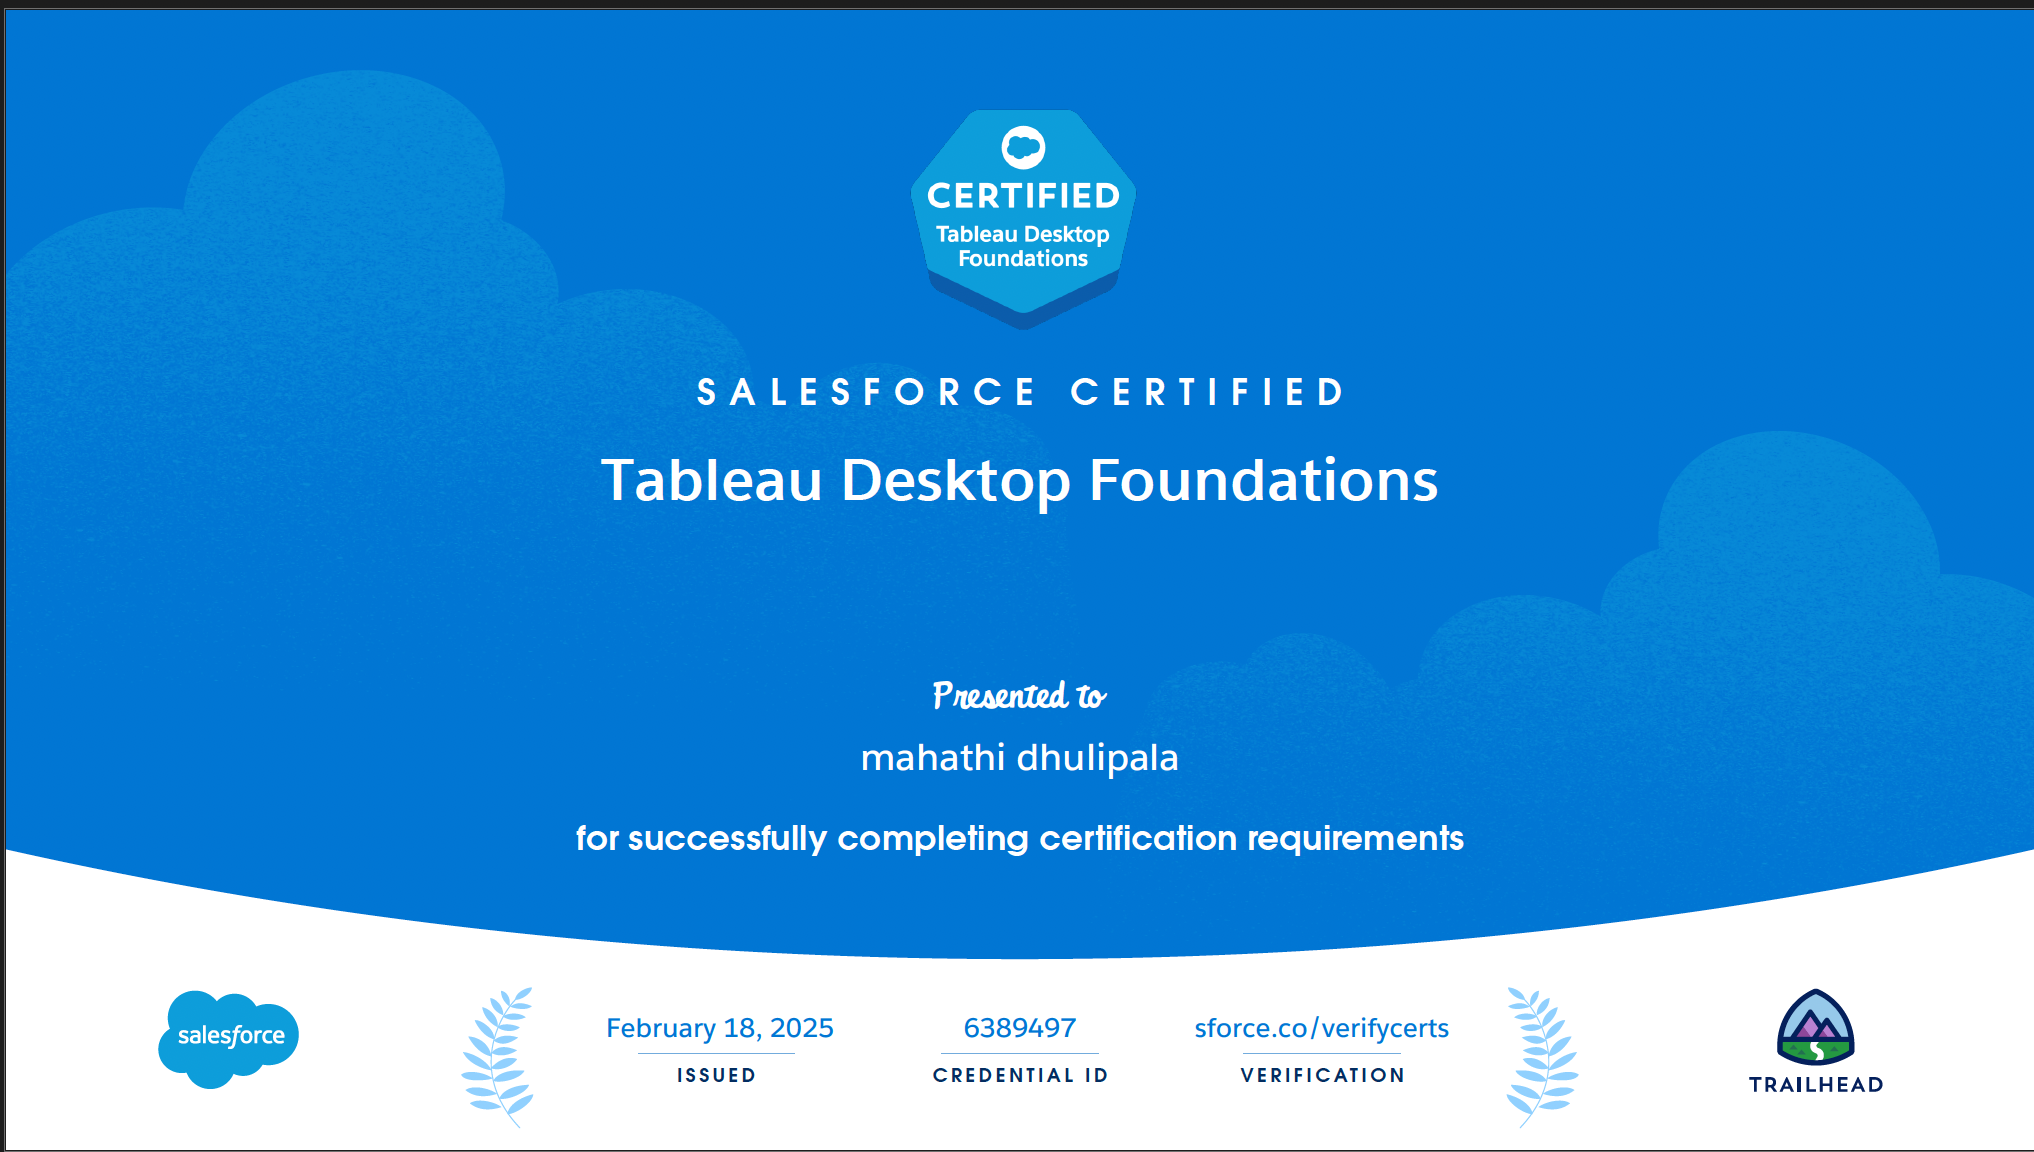 CERTIFIED
Tableau Desktop
Foundations
SALESFORCE CERTIFIED
Tableau Desktop Foundations
Presented to
mahathi dhulipala
for successfully completing certification requirements
salesforce
February 18, 2025
ISSUED
6389497
CREDENTIAL ID
sforce.co/verifycerts
VERIFICATION
TRAILHEAD